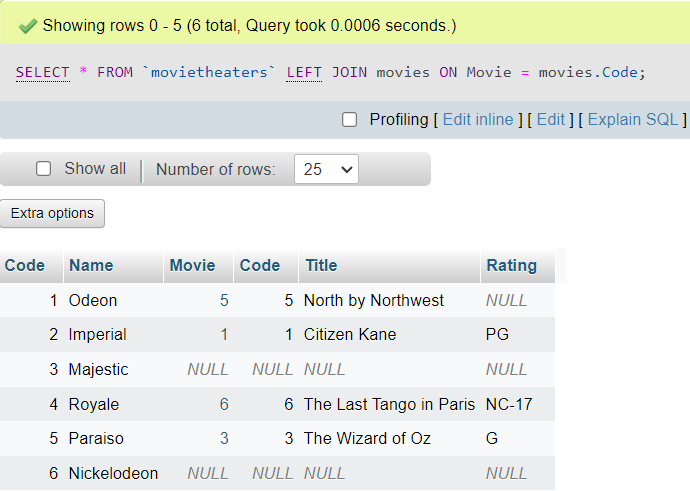 Showing rows 0 - 5 (6 total, Query took 0.0006 seconds.)
SELECT * FROM `movietheaters` LEFT JOIN movies ON Movie = movies.Code;
Profiling [ Edit inline ] [ Edit ] [ Explain SQL ]
Show all Number of rows: 25
Extra options
Code Name Movie Code Title Rating
1 Odeon 5 5 North by Northwest NULL
2 Imperial 1 1 Citizen Kane PG
3 Majestic NULL NULL NULL NULL
4 Royale 6 6 The Last Tango in Paris NC-17
5 Paraiso 3 3 The Wizard of Oz G
6 Nickelodeon NULL NULL NULL NULL